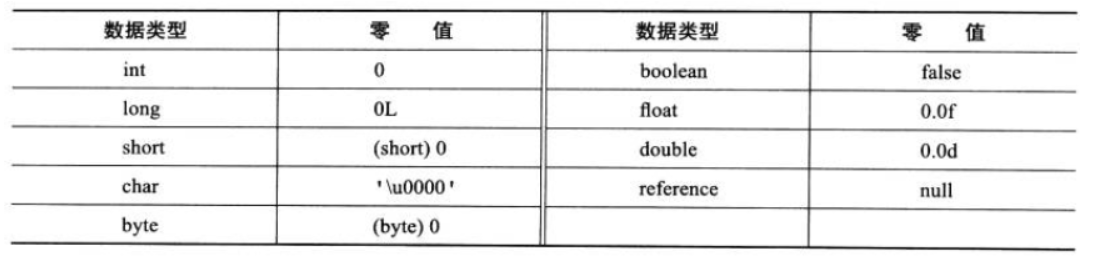 数据类型 零 值 数据类型 零 值
int 0 boolean false
long 0L float 0.0f
short (short) 0 double 0.0d
char '\u0000' reference null
byte (byte) 0